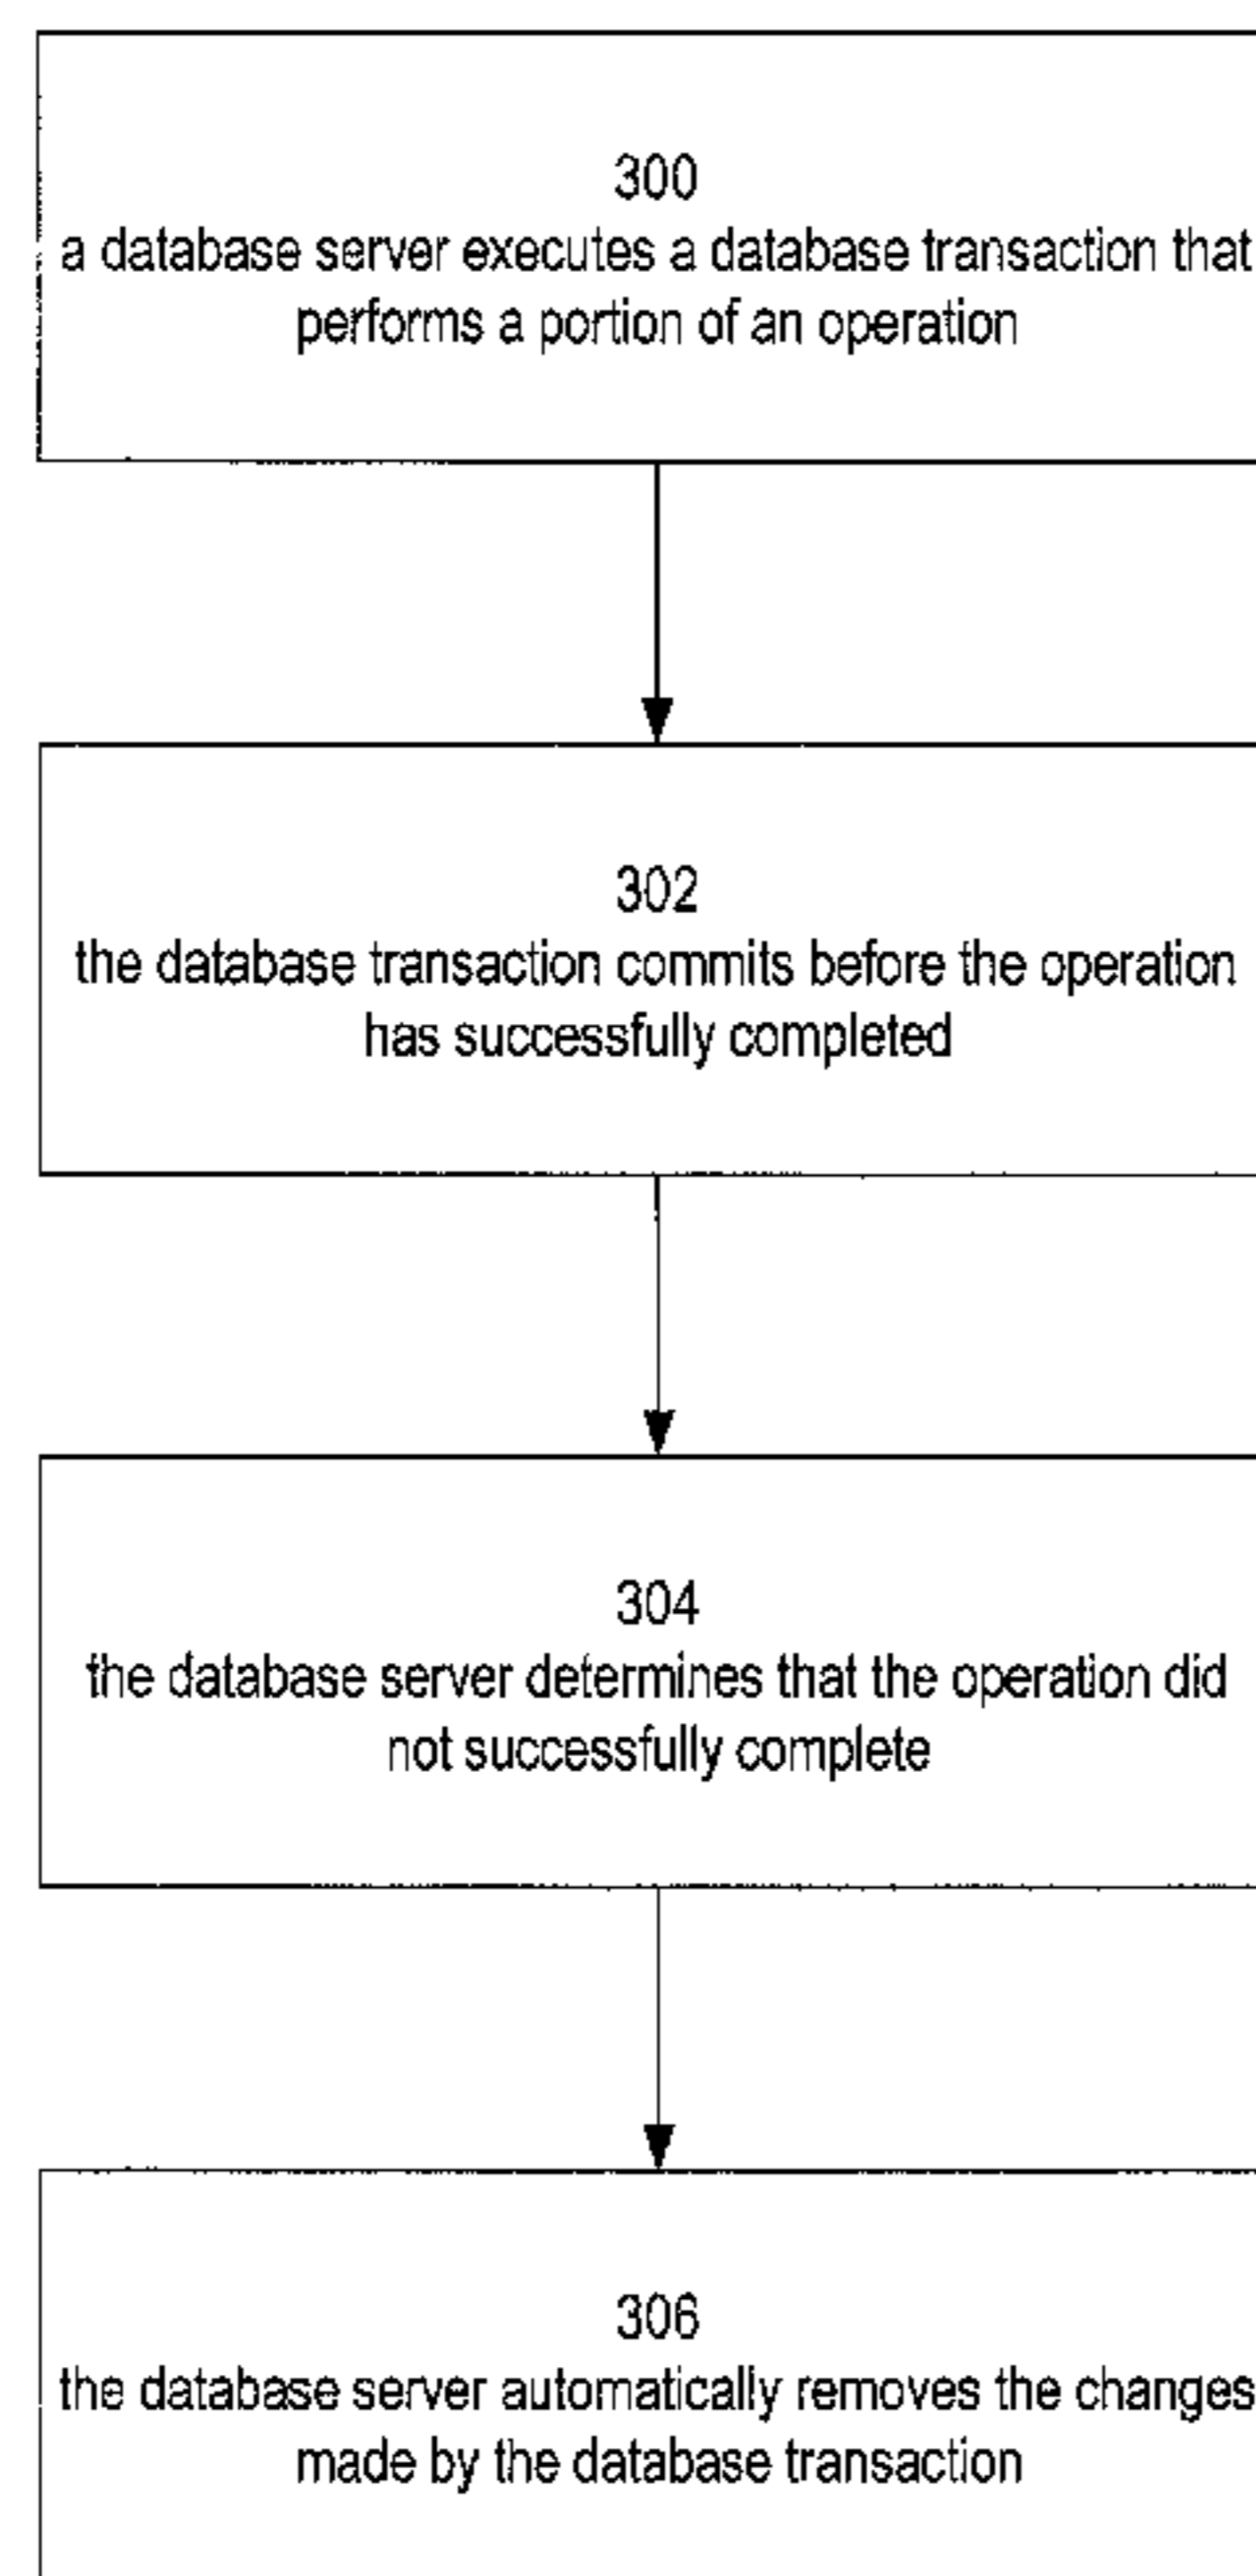 300
a database server executes a database transaction that
performs a portion of an operation
302
the database transaction commits before the operation
has successfully completed
304
the database server determines that the operation did
not successfully complete
306
the database server automatically removes the changes
made by the database transaction